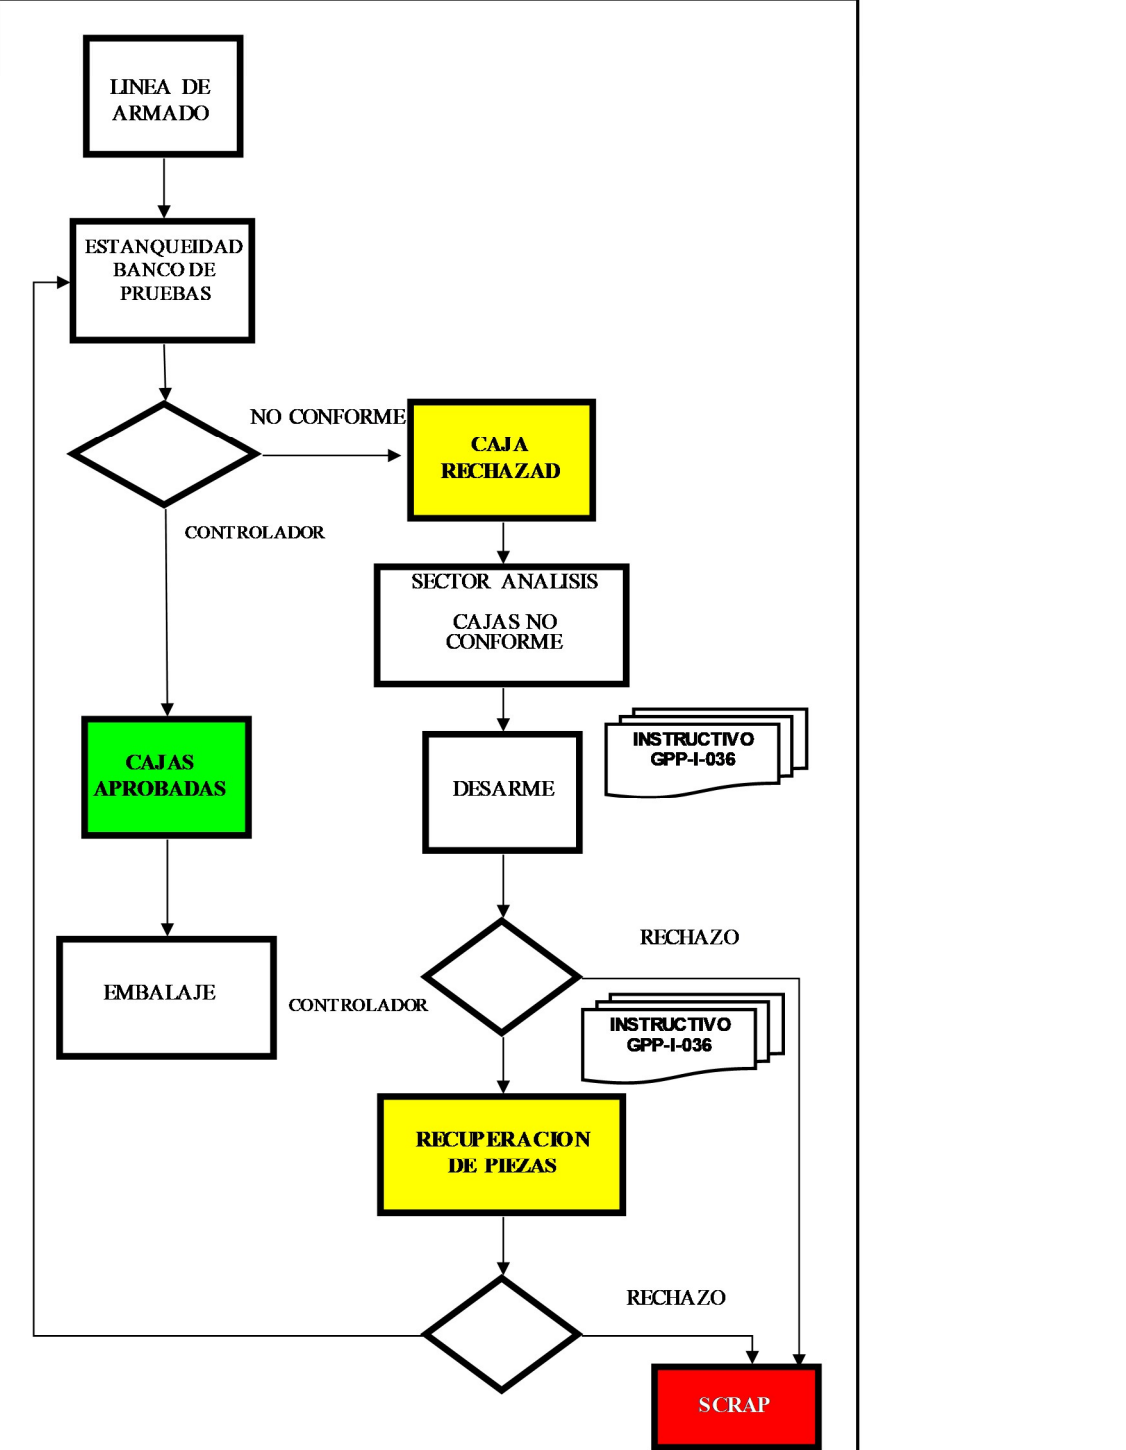 LINEA DE
ARMADO
ESTANQUEIDAD
BANCO DE
PRUEBAS
NO CONFORME
CAJA
RECHAZAD
CONTROLADOR
SECTOR ANALISIS
CAJAS NO
CONFORME
CAJAS
APROBADAS
DESARME
INSTRUCTIVO
GPP-I-036
EMBALAJE
CONTROLADOR
RECHAZO
INSTRUCTIVO
GPP-I-036
RECUPERACION
DE PIEZAS
RECHAZO
SCRAP